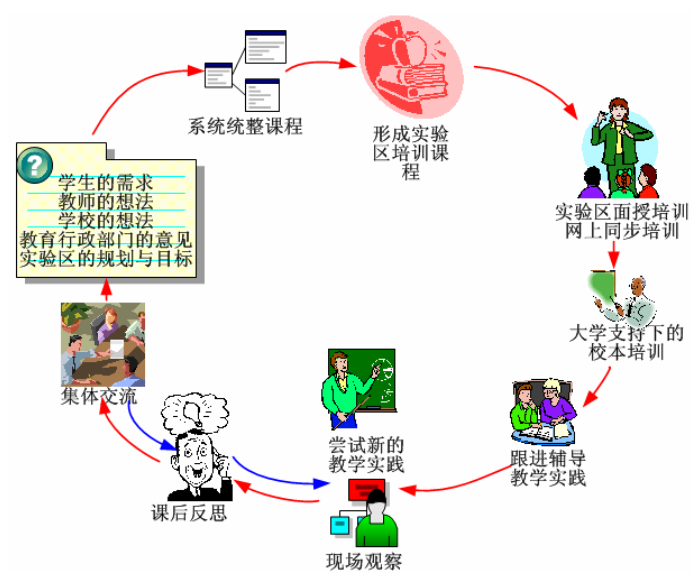 系统统整课程
形成实验
区培训课
程
?
学生的需求
教师的想法
学校的想法
教育行政部门的意见
实验区的规划与目标
实验区面授培训
网上同步培训
大学支持下的
校本培训
跟进辅导
教学实践
尝试新的
教学实践
现场观察
课后反思
集体交流